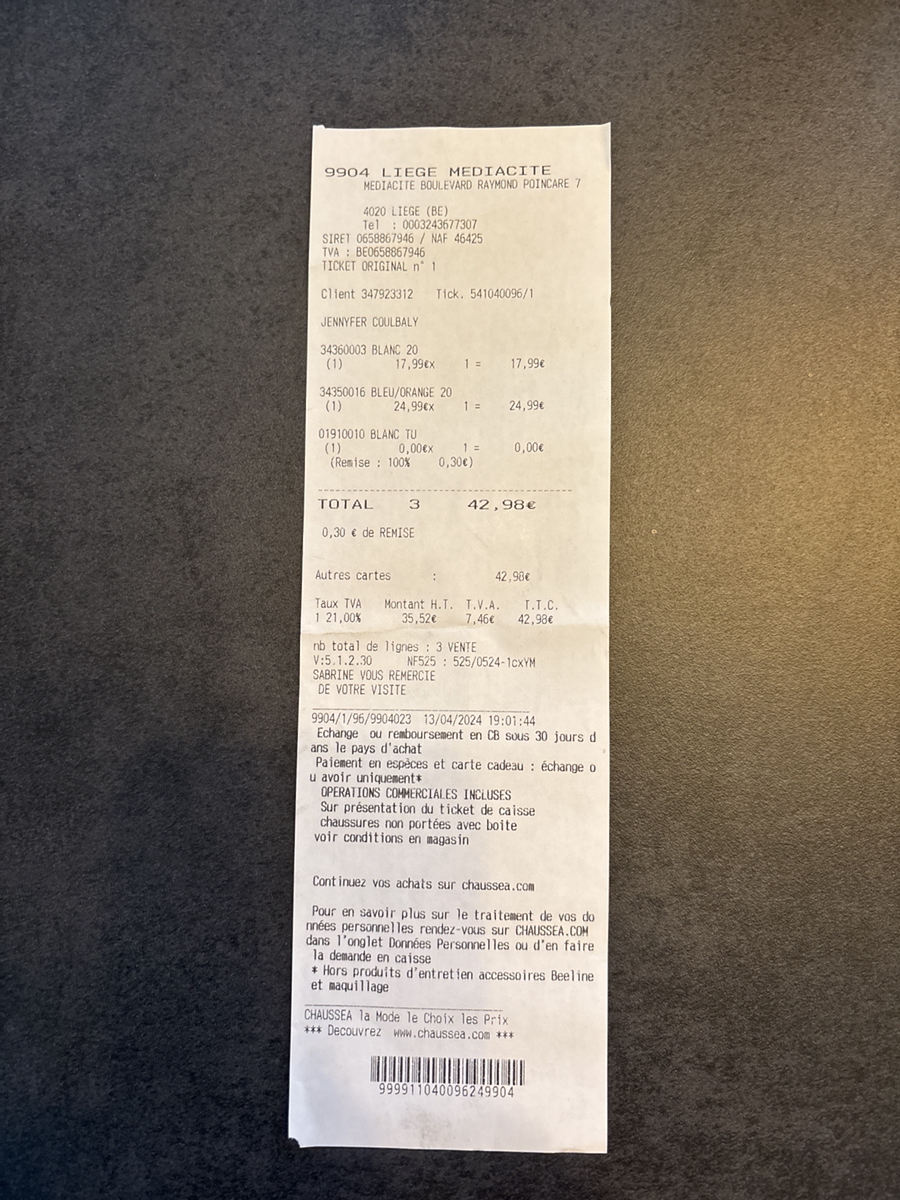 9904 LIEGE MEDIACITE
MEDIACITE BOULEVARD RAYMOND POINCARE 7
4020 LIEGE (BE)
Tel : 0003243677307
SIRET 0658867946 / NAF 46425
TVA : BE0658867946
TICKET ORIGINAL n° 1
Client 347923312 Tick. 541040096/1
JENNYFER COULBALY
34360003 BLANC 20
(1) 17,99€x 1 = 17,99€
34350016 BLEU/ORANGE 20
(1) 24,99€x 1 = 24,99€
01910010 BLANC TU
(1) 0,00€x 1 = 0,00€
(Remise : 100% 0,30€)
TOTAL 3 42,98€
0,30 € de REMISE
Autres cartes : 42,98€
Taux TVA Montant H.T. T.V.A. T.T.C.
1 21,00% 35,52€ 7,46€ 42,98€
nb total de lignes : 3 VENTE
V:5.1.2.30 NF525 : 525/0524-1cxYM
SABRINE VOUS REMERCIE
DE VOTRE VISITE
9904/1/96/9904023 13/04/2024 19:01:44
Echange ou remboursement en CB sous 30 jours d
ans le pays d'achat
Paiement en espèces et carte cadeau : échange o
u avoir uniquement*
OPERATIONS COMMERCIALES INCLUSES
Sur présentation du ticket de caisse
chaussures non portées avec boite
voir conditions en magasin
Continuez vos achats sur chaussea.com
Pour en savoir plus sur le traitement de vos do
nnées personnelles rendez-vous sur CHAUSSEA.COM
dans l'onglet Données Personnelles ou d'en faire
la demande en caisse
* Hors produits d'entretien accessoires Beeline
et maquillage
CHAUSSEA la Mode le Choix les Prix
*** Decouvrez www.chaussea.com ***
999911040096249904